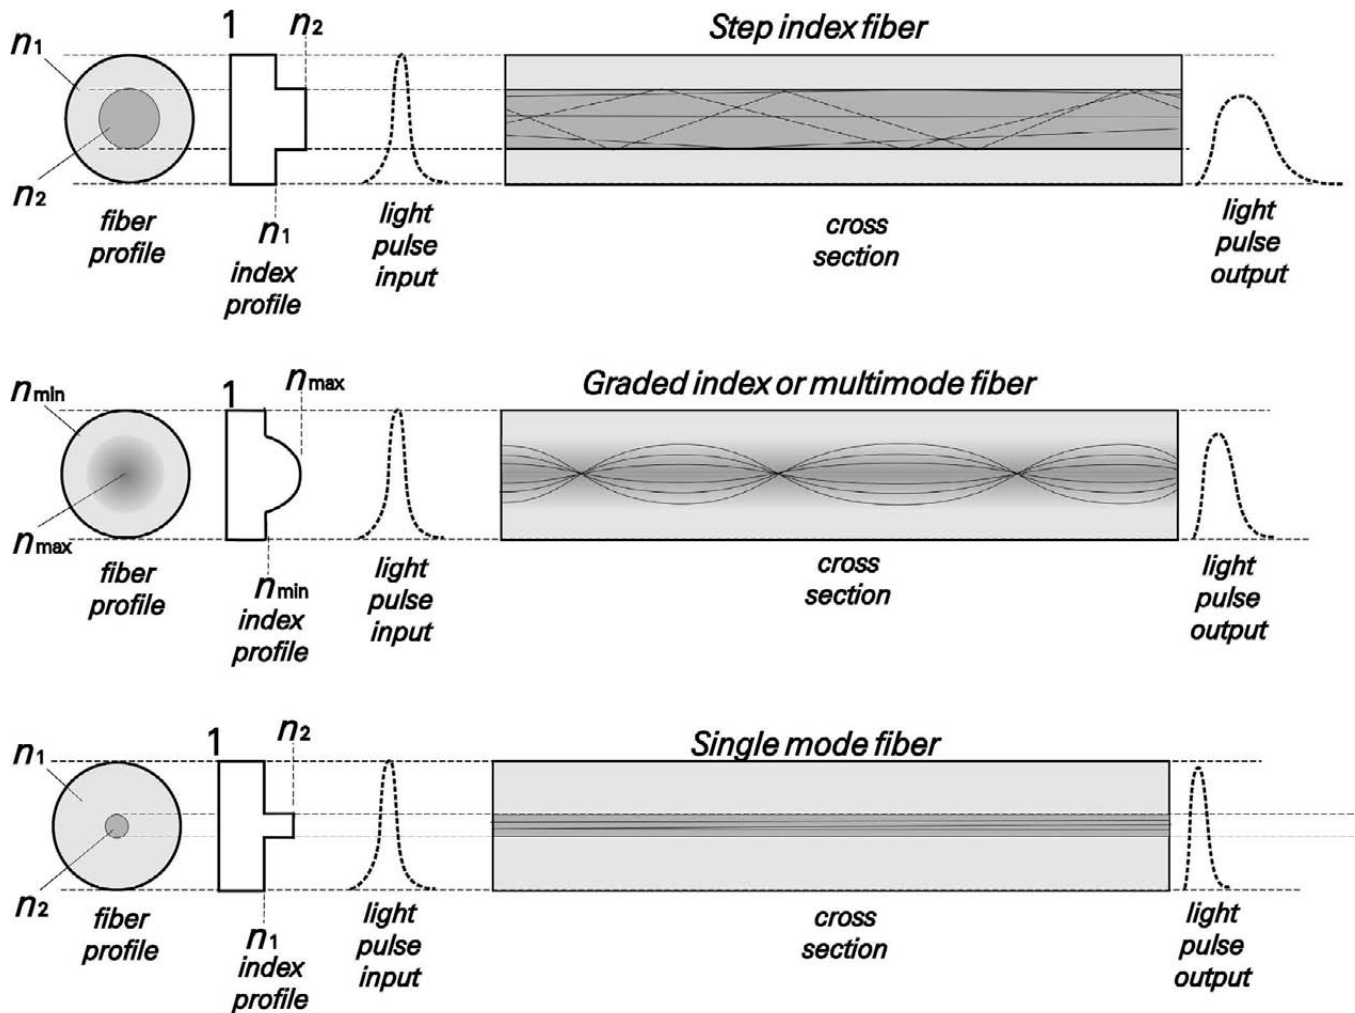 Step index fiber
n1
1
n2
n2
fiber
profile
n1
index
profile
light
pulse
input
cross
section
light
pulse
output
Graded index or multimode fiber
nmin
1
nmax
nmax
fiber
profile
nmin
index
profile
light
pulse
input
cross
section
light
pulse
output
Single mode fiber
n1
1
n2
n2
fiber
profile
n1
index
profile
light
pulse
input
cross
section
light
pulse
output